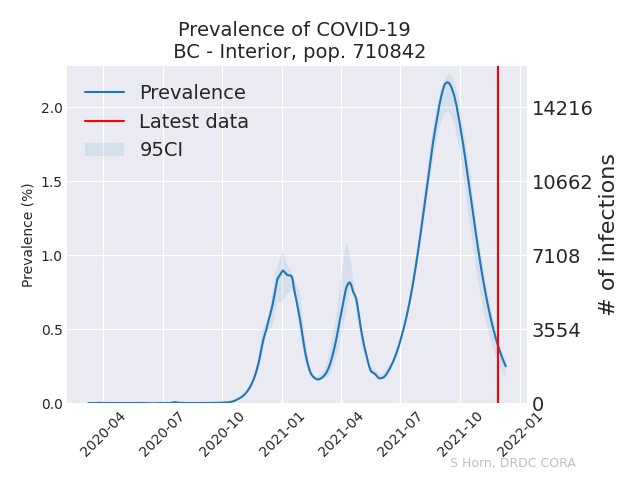 Prevalence of COVID-19
BC - Interior, pop. 710842
Prevalence
Latest data
95CI
Prevalence (%)
2.0
1.5
1.0
0.5
0.0
14216
10662
7108
3554
0
# of infections
2020-04
2020-07
2020-10
2021-01
2021-04
2021-07
2021-10
2022-01
S Horn, DRDC CORA